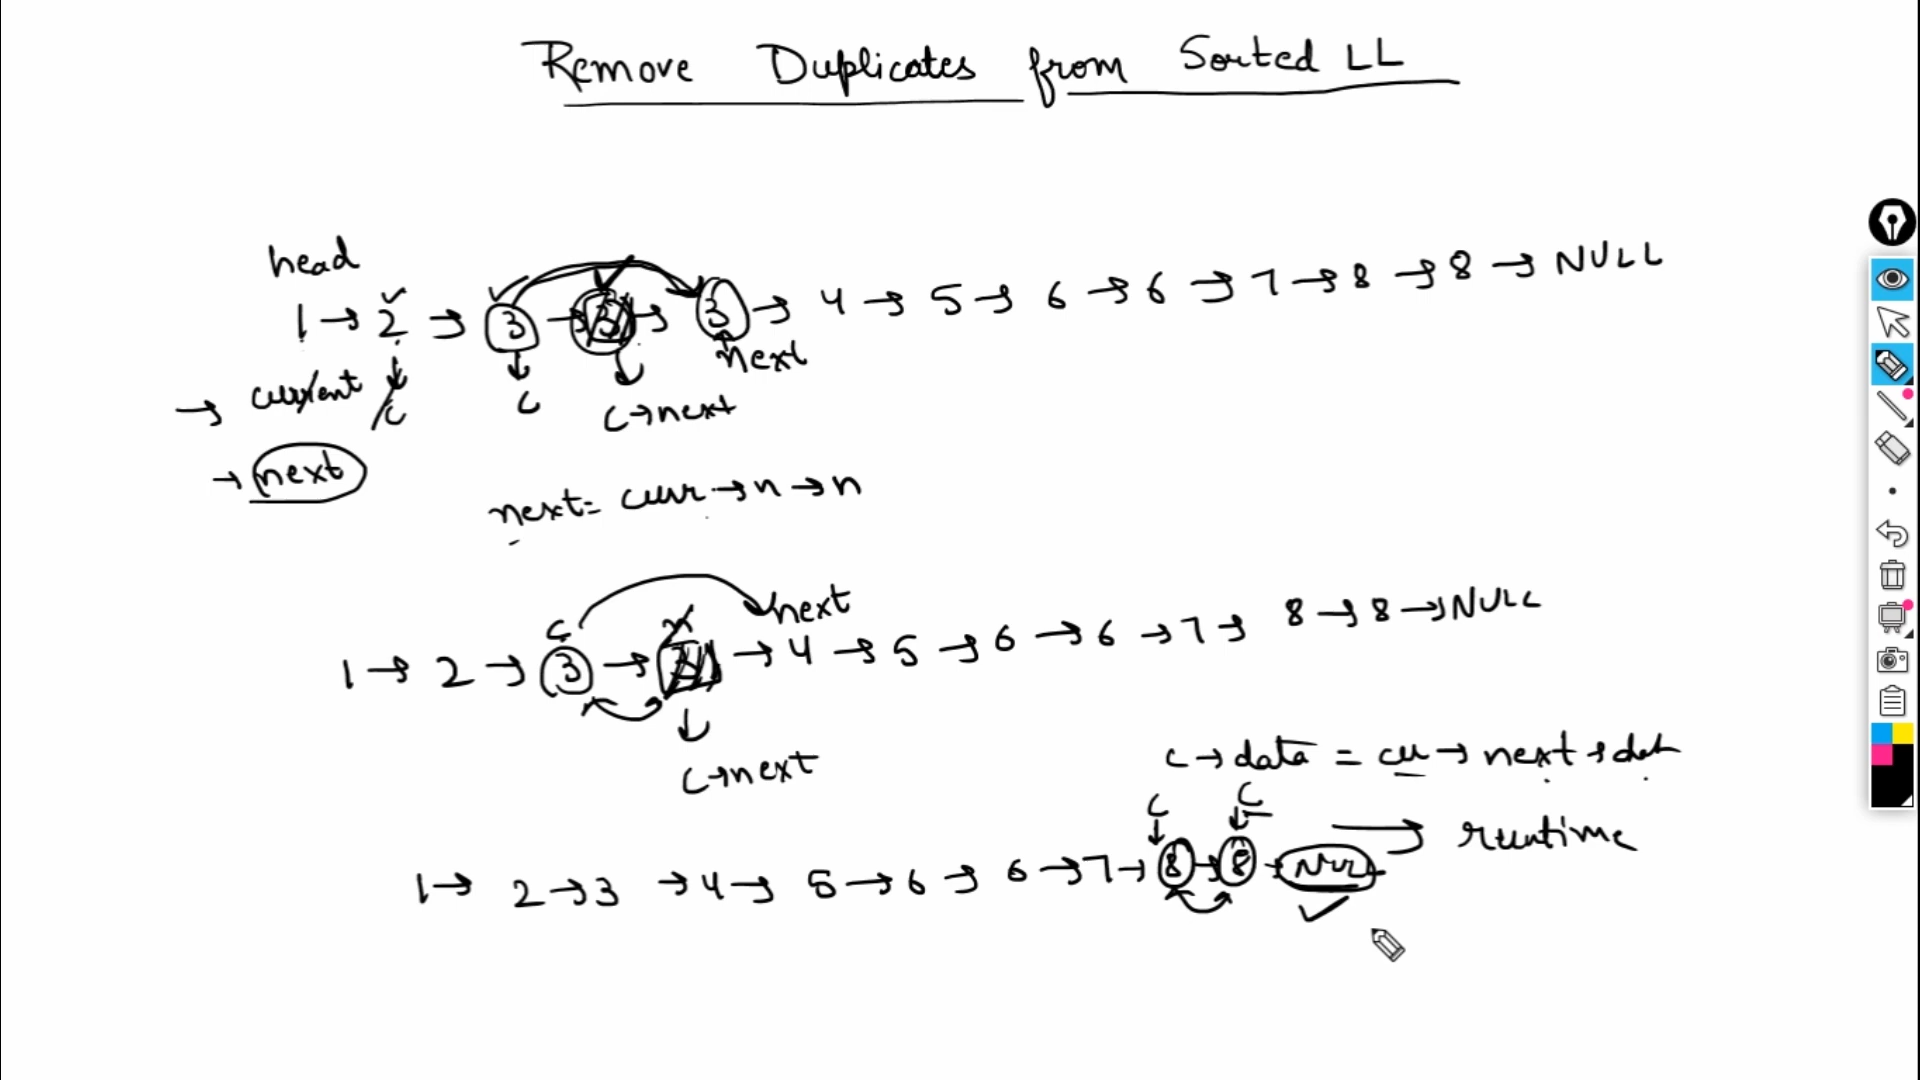 Remove Duplicates from Sorted LL
head
1 → 2 → 3 → 3 → 3 → 4 → 5 → 6 → 6 → 7 → 8 → 8 → NULL
next
→ current c c c→next
→ next
next = curr → n → n
c n next
1 → 2 → 3 → 3 → 4 → 5 → 6 → 6 → 7 → 8 → 8 → NULL
c→next
c → data = cu → next → dat
c c
→ runtime
1 → 2 → 3 → 4 → 5 → 6 → 6 → 7 → 8 → 8 → NULL